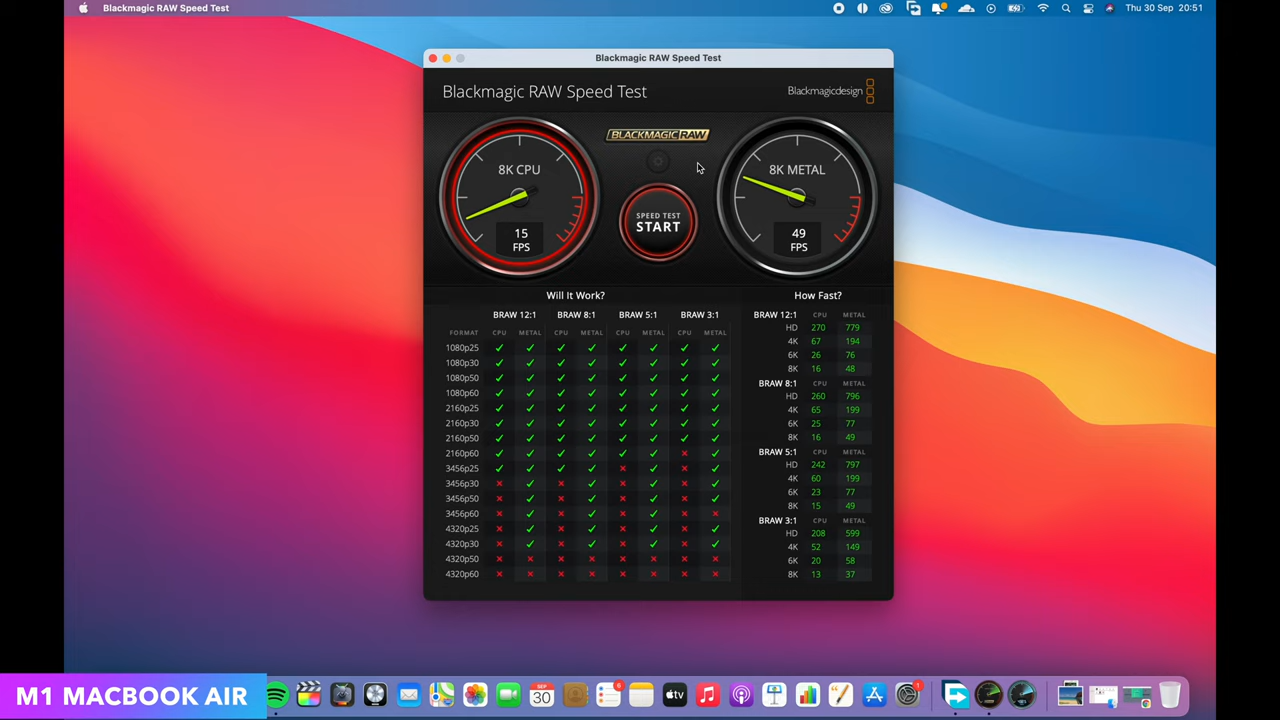 Blackmagic RAW Speed Test
Thu 30 Sep 20:51
Blackmagic RAW Speed Test
Blackmagic RAW Speed Test
Blackmagicdesign
BLACKMAGIC RAW
8K CPU
15
FPS
SPEED TEST
START
8K METAL
49
FPS
Will It Work?
BRAW 12:1 BRAW 8:1 BRAW 5:1 BRAW 3:1
FORMAT CPU METAL CPU METAL CPU METAL CPU METAL
1080p25 ✓ ✓ ✓ ✓ ✓ ✓ ✓ ✓
1080p30 ✓ ✓ ✓ ✓ ✓ ✓ ✓ ✓
1080p50 ✓ ✓ ✓ ✓ ✓ ✓ ✓ ✓
1080p60 ✓ ✓ ✓ ✓ ✓ ✓ ✓ ✓
2160p25 ✓ ✓ ✓ ✓ ✓ ✓ ✓ ✓
2160p30 ✓ ✓ ✓ ✓ ✓ ✓ ✓ ✓
2160p50 ✓ ✓ ✓ ✓ ✓ ✓ ✓ ✓
2160p60 ✓ ✓ ✓ ✓ ✓ ✓ × ✓
3456p25 ✓ ✓ ✓ ✓ × ✓ × ✓
3456p30 × ✓ × ✓ × ✓ × ✓
3456p50 × ✓ × ✓ × ✓ × ✓
3456p60 × ✓ × ✓ × ✓ × ×
4320p25 × ✓ × ✓ × ✓ × ✓
4320p30 × ✓ × ✓ × ✓ × ✓
4320p50 × × × × × × × ×
4320p60 × × × × × × × ×
How Fast?
BRAW 12:1 CPU METAL
HD 270 779
4K 67 194
6K 26 76
8K 16 48
BRAW 8:1 CPU METAL
HD 260 796
4K 65 199
6K 25 77
8K 16 49
BRAW 5:1 CPU METAL
HD 242 797
4K 60 199
6K 23 77
8K 15 49
BRAW 3:1 CPU METAL
HD 208 599
4K 52 149
6K 20 58
8K 13 37
M1 MACBOOK AIR
SEP
30
tv